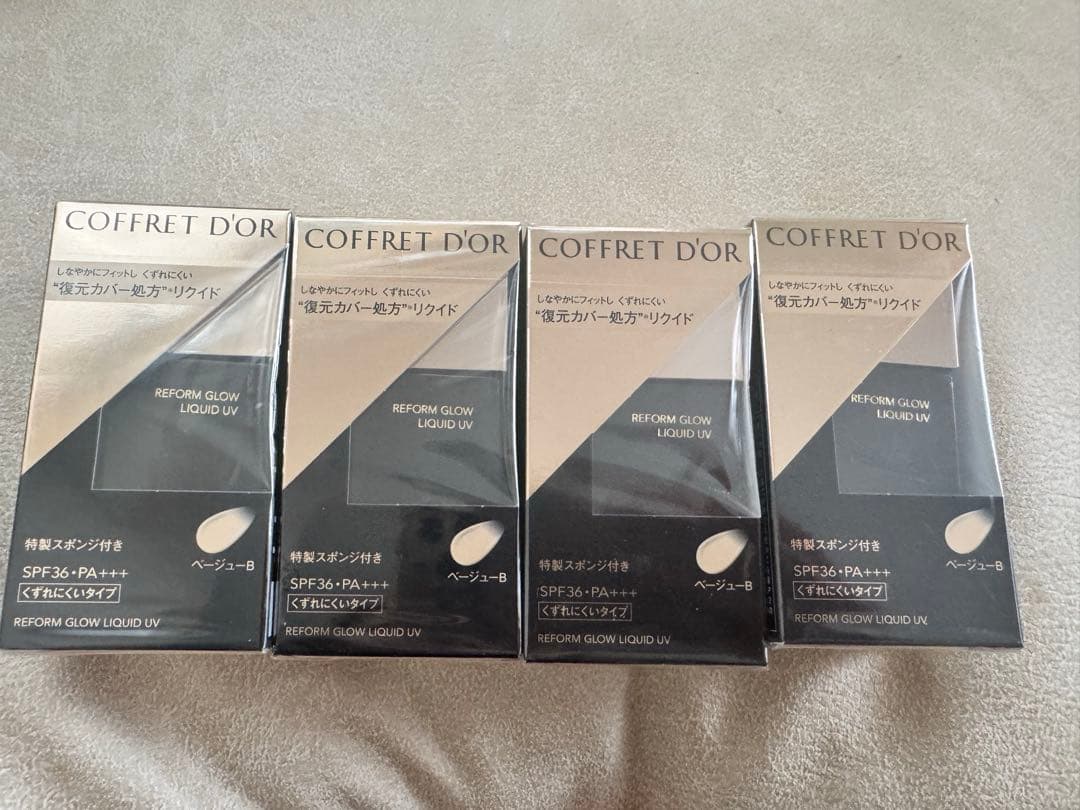 COFFRET D'OR
しなやかにフィットし くずれにくい
“復元カバー処方”※リクイド
REFORM GLOW
LIQUID UV
特製スポンジ付き
ベージューB
SPF36・PA+++
くずれにくいタイプ
REFORM GLOW LIQUID UV
COFFRET D'OR
しなやかにフィットし くずれにくい
“復元カバー処方”※リクイド
REFORM GLOW
LIQUID UV
特製スポンジ付き
ベージューB
SPF36・PA+++
くずれにくいタイプ
REFORM GLOW LIQUID UV
COFFRET D'OR
しなやかにフィットし くずれにくい
“復元カバー処方”※リクイド
REFORM GLOW
LIQUID UV
特製スポンジ付き
ベージューB
SPF36・PA+++
くずれにくいタイプ
REFORM GLOW LIQUID UV
COFFRET D'OR
しなやかにフィットし くずれにくい
“復元カバー処方”※リクイド
REFORM GLOW
LIQUID UV
特製スポンジ付き
ベージューB
SPF36・PA+++
くずれにくいタイプ
REFORM GLOW LIQUID UV